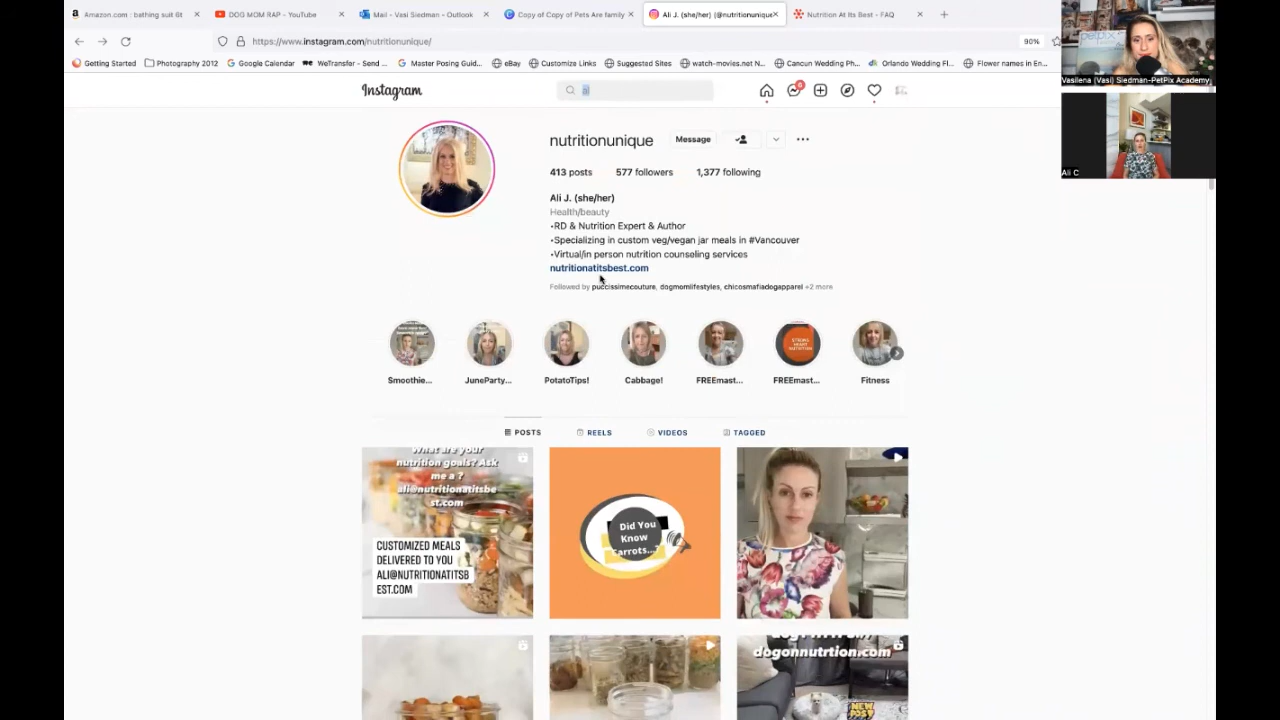 Amazon.com : bathing suit 6t
DOG MOM RAP - YouTube
Mail - Vasi Siedman - Outlook
Copy of Copy of Pets Are family
Ali J. (she/her) (@nutritionunique
Nutrition At Its Best - FAQ
https://www.instagram.com/nutritionunique/
90%
Getting Started
Photography 2012
Google Calendar
WeTransfer - Send ...
Master Posing Guid...
eBay
Customize Links
Suggested Sites
watch-movies.net N...
Cancun Wedding Ph...
Orlando Wedding Fl...
Flower names in En...
Vasilena (Vasi) Siedman-PetPix Academy
Ali C
Instagram
nutritionunique
Message
413 posts
577 followers
1,377 following
Ali J. (she/her)
Health/beauty
•RD & Nutrition Expert & Author
•Specializing in custom veg/vegan jar meals in #Vancouver
•Virtual/in person nutrition counseling services
nutritionatitsbest.com
Followed by puccissimecouture, dogmomlifestyles, chicosmafiadogapparel +2 more
Smoothie...
JuneParty...
PotatoTips!
Cabbage!
FREEmast...
FREEmast...
Fitness
POSTS
REELS
VIDEOS
TAGGED
What are your
nutrition goals? Ask
me a ?
ali@nutritionatitsbe
st.com
CUSTOMIZED MEALS
DELIVERED TO YOU
ALI@NUTRITIONATITSB
EST.COM
Did You
Know
Carrots...?
dogonnutrtion.com
NEW
POST